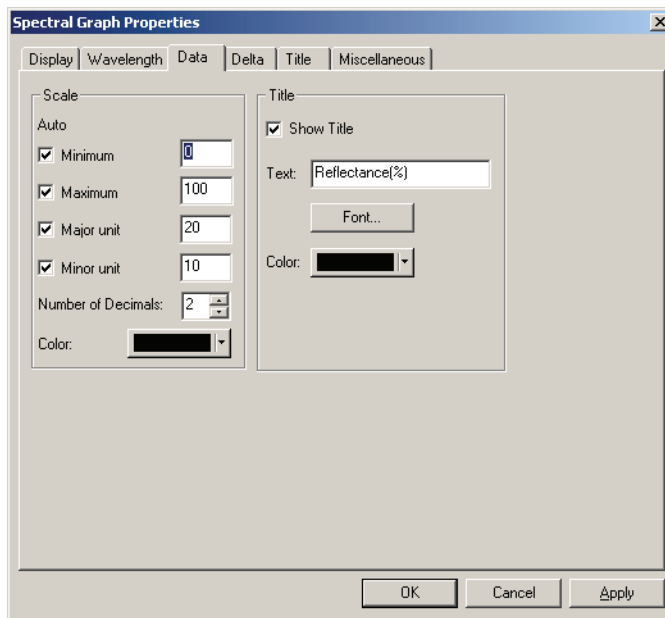 Spectral Graph Properties
Display Wavelength Data Delta Title Miscellaneous
Scale
Auto
Minimum 0
Maximum 100
Major unit 20
Minor unit 10
Number of Decimals: 2
Color:
Title
Show Title
Text: Reflectance(%)
Font...
Color:
OK Cancel Apply